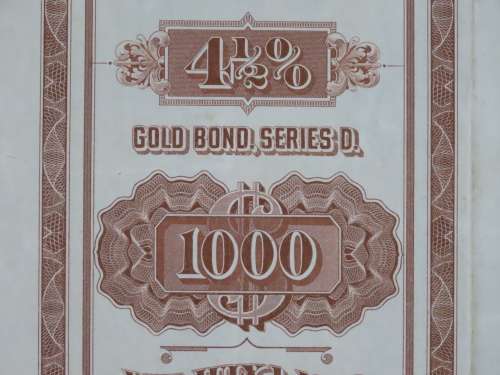 4½%
GOLD BOND, SERIES D.
$
1000